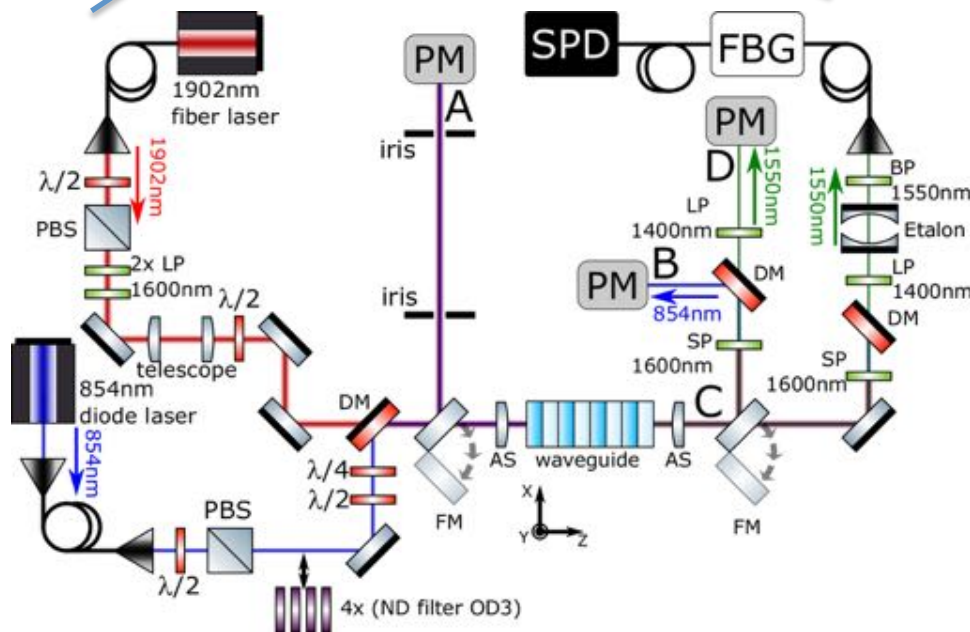 SPD
FBG
1902nm
fiber laser
PM
A
iris
iris
PM
D
1550nm
LP
1400nm
PM
B
854nm
DM
SP
1600nm
C
1550nm
BP
1550nm
Etalon
LP
1400nm
DM
SP
1600nm
λ/2
1902nm
PBS
2x LP
1600nm
λ/2
telescope
854nm
diode laser
854nm
DM
λ/4
λ/2
FM
AS
waveguide
AS
FM
X
Y
Z
PBS
λ/2
4x (ND filter OD3)